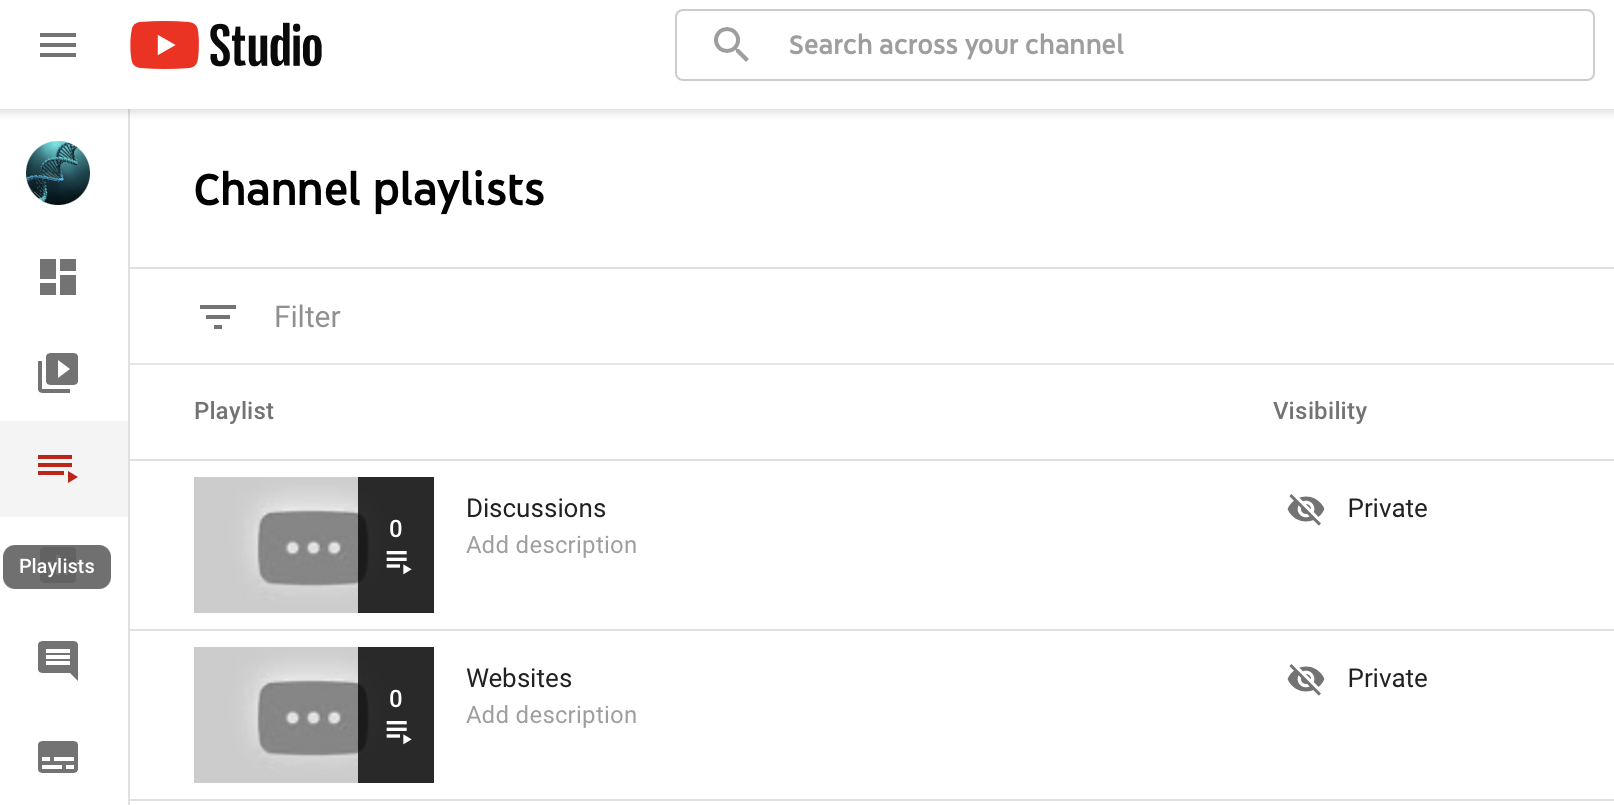 Studio
Search across your channel
Channel playlists
Filter
Playlist Visibility
0
Discussions Private
Add description
Playlists
0
Websites Private
Add description